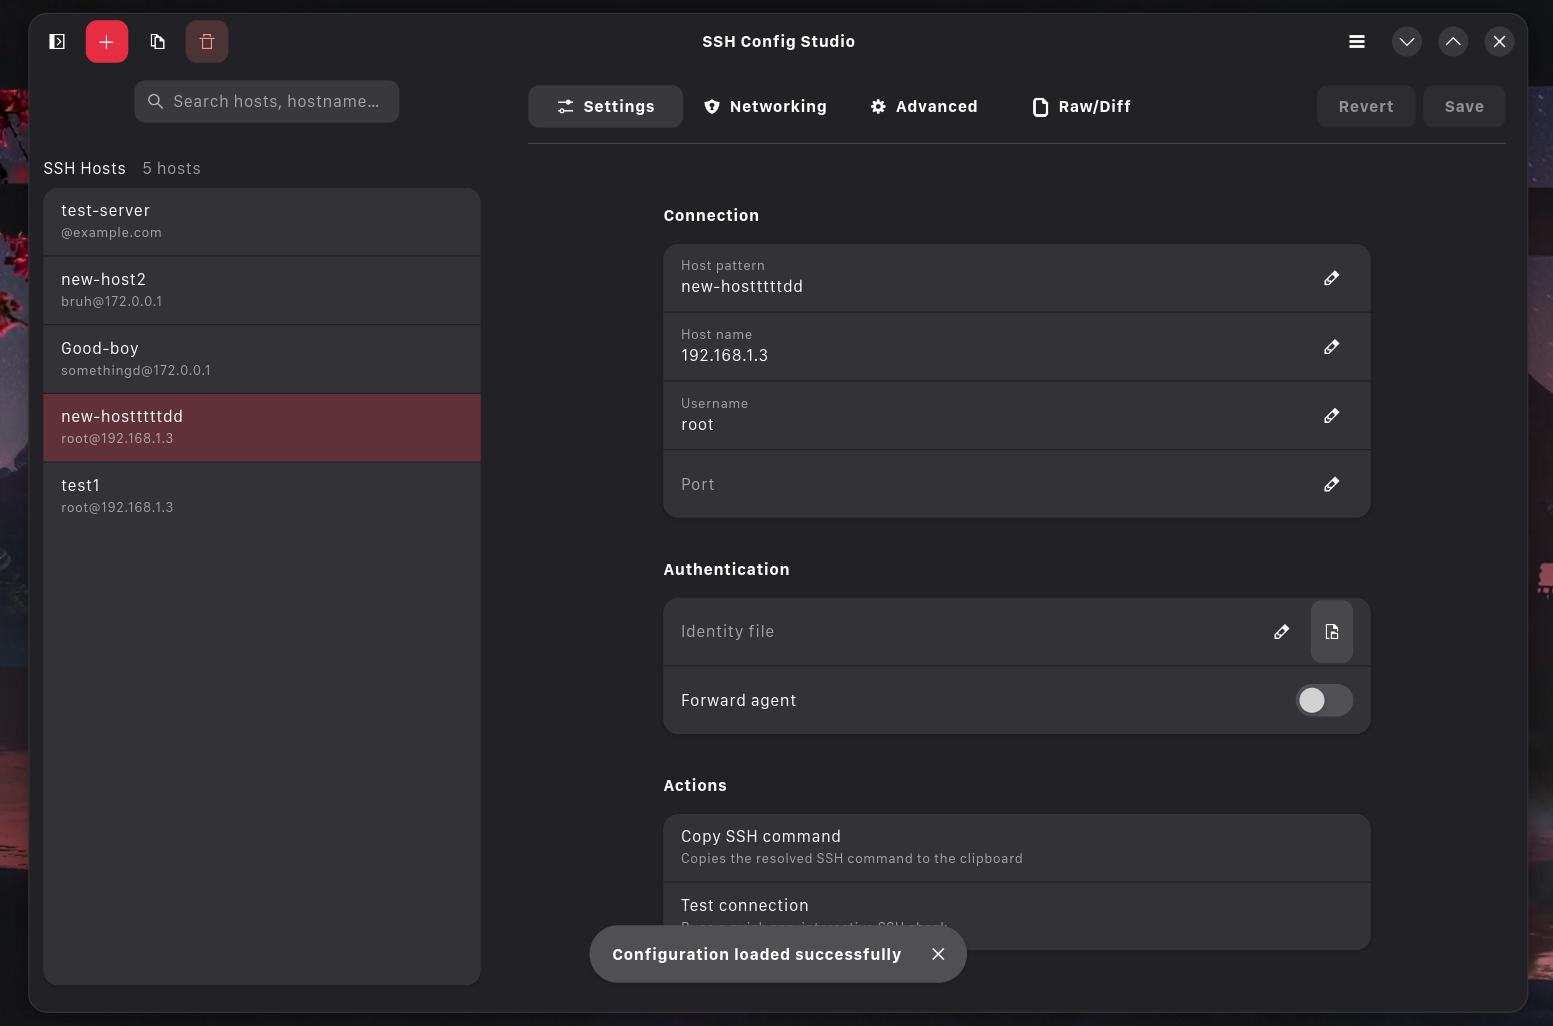 SSH Config Studio
Search hosts, hostname...
Settings
Networking
Advanced
Raw/Diff
Revert
Save
SSH Hosts 5 hosts
test-server
@example.com
new-host2
bruh@172.0.0.1
Good-boy
somethingd@172.0.0.1
new-hostttttdd
root@192.168.1.3
test1
root@192.168.1.3
Connection
Host pattern
new-hostttttdd
Host name
192.168.1.3
Username
root
Port
Authentication
Identity file
Forward agent
Actions
Copy SSH command
Copies the resolved SSH command to the clipboard
Test connection
Configuration loaded successfully